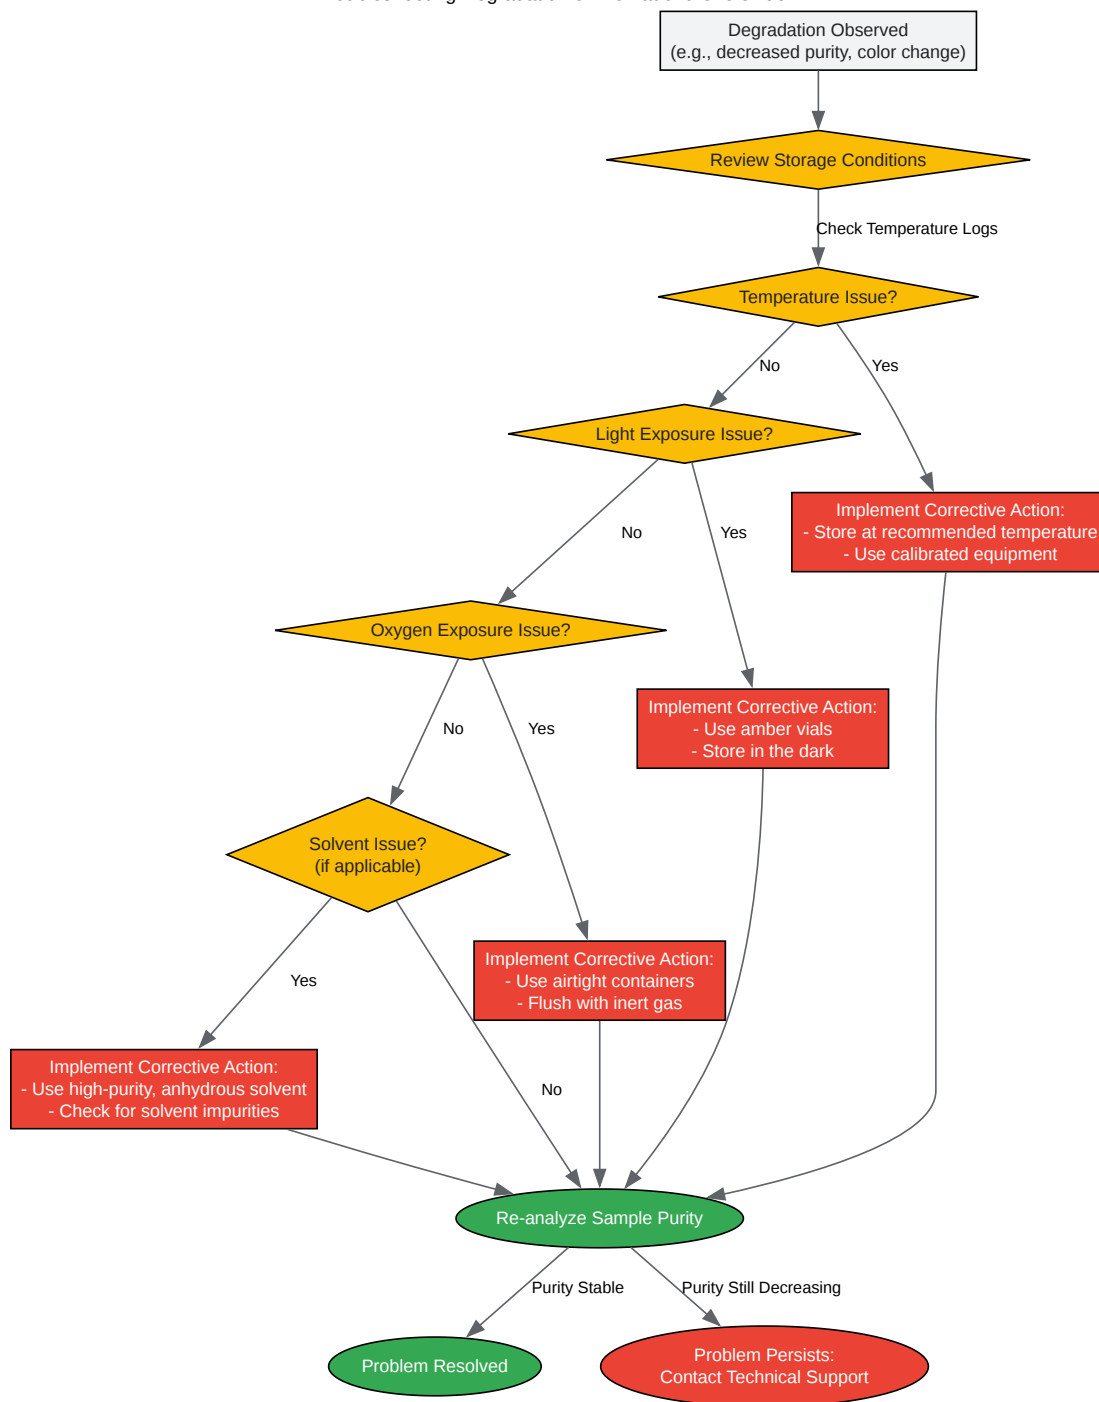 Degradation Observed
(e.g., decreased purity, color change)
Review Storage Conditions
Check Temperature Logs
Temperature Issue?
No
Yes
Light Exposure Issue?
Implement Corrective Action:
- Store at recommended temperature
- Use calibrated equipment
No
Yes
Oxygen Exposure Issue?
Implement Corrective Action:
- Use amber vials
- Store in the dark
No
Yes
Solvent Issue?
(if applicable)
Implement Corrective Action:
- Use airtight containers
- Flush with inert gas
Yes
No
Implement Corrective Action:
- Use high-purity, anhydrous solvent
- Check for solvent impurities
Re-analyze Sample Purity
Purity Stable
Purity Still Decreasing
Problem Resolved
Problem Persists:
Contact Technical Support